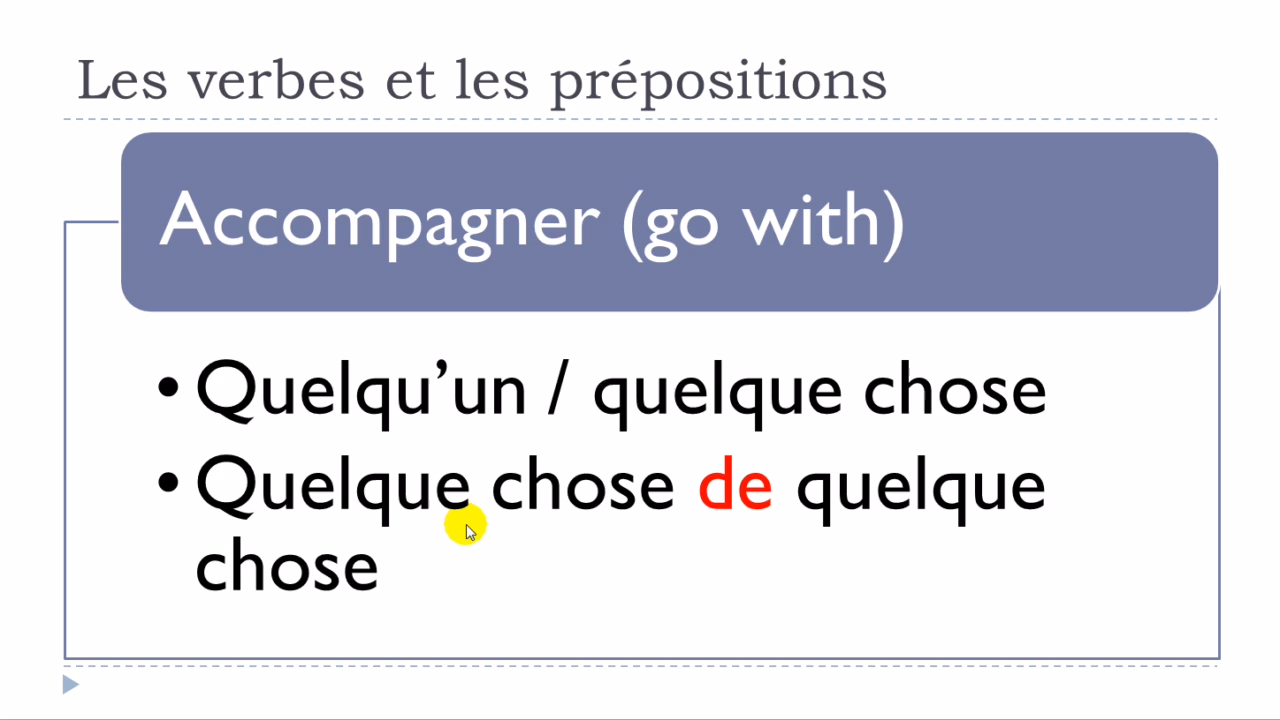 Les verbes et les prépositions
Accompagner (go with)
• Quelqu’un / quelque chose
• Quelque chose de quelque
chose